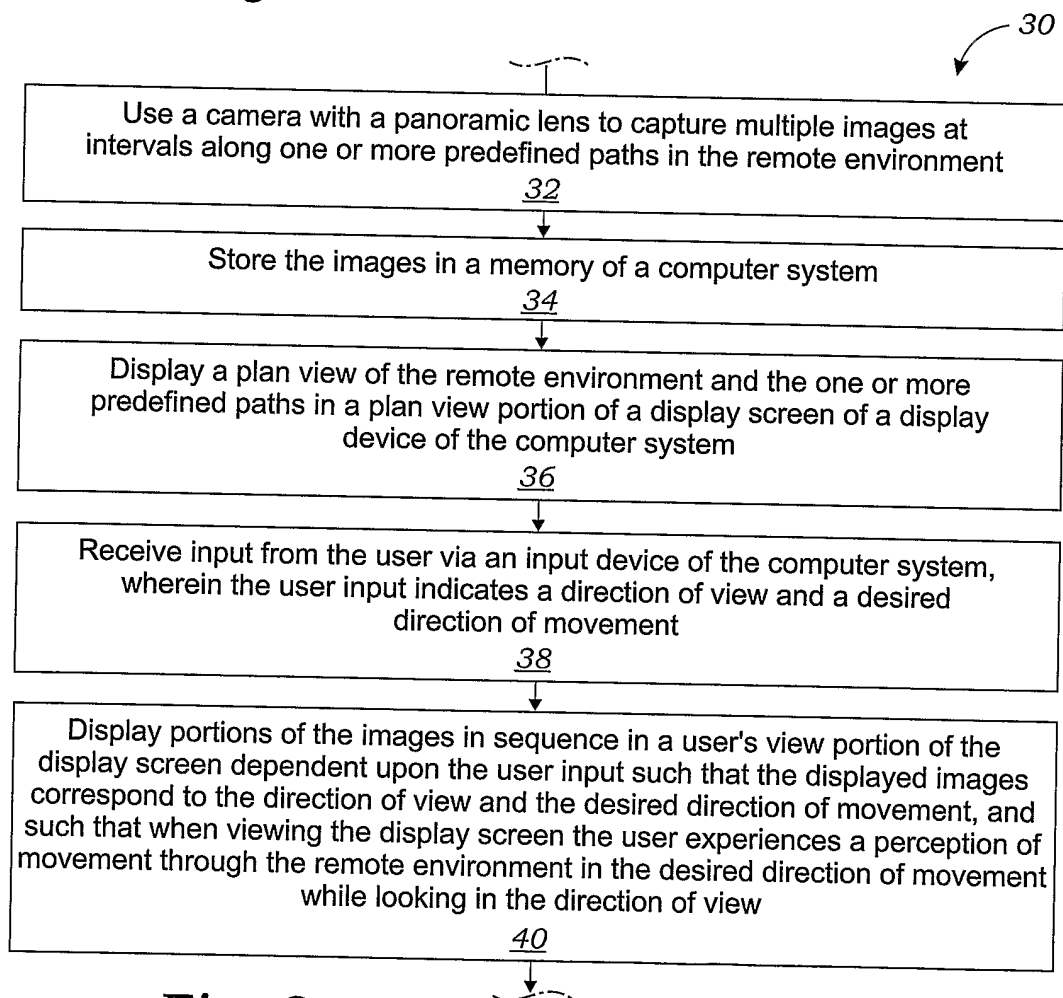 30
Use a camera with a panoramic lens to capture multiple images at
intervals along one or more predefined paths in the remote environment
32
Store the images in a memory of a computer system
34
Display a plan view of the remote environment and the one or more
predefined paths in a plan view portion of a display screen of a display
device of the computer system
36
Receive input from the user via an input device of the computer system,
wherein the user input indicates a direction of view and a desired
direction of movement
38
Display portions of the images in sequence in a user's view portion of the
display screen dependent upon the user input such that the displayed images
correspond to the direction of view and the desired direction of movement, and
such that when viewing the display screen the user experiences a perception of
movement through the remote environment in the desired direction of movement
while looking in the direction of view
40